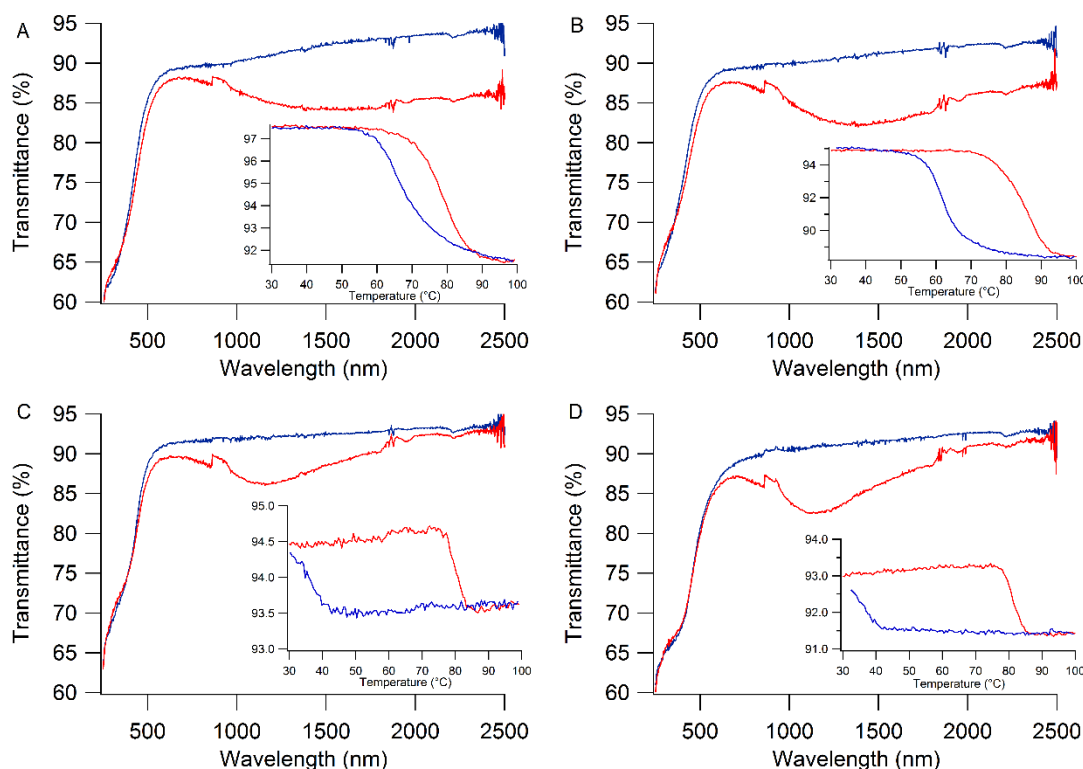 A
Transmittance (%)
95
90
85
80
75
70
65
60
97
96
95
94
93
92
30 40 50 60 70 80 90 100
Temperature (°C)
500 1000 1500 2000 2500
Wavelength (nm)
B
Transmittance (%)
95
90
85
80
75
70
65
60
94
92
90
30 40 50 60 70 80 90 100
Temperature (°C)
500 1000 1500 2000 2500
Wavelength (nm)
C
Transmittance (%)
95
90
85
80
75
70
65
60
95.0
94.5
94.0
93.5
93.0
30 40 50 60 70 80 90 100
Temperature (°C)
500 1000 1500 2000 2500
Wavelength (nm)
D
Transmittance (%)
95
90
85
80
75
70
65
60
94.0
93.0
92.0
91.0
30 40 50 60 70 80 90 100
Temperature (°C)
500 1000 1500 2000 2500
Wavelength (nm)